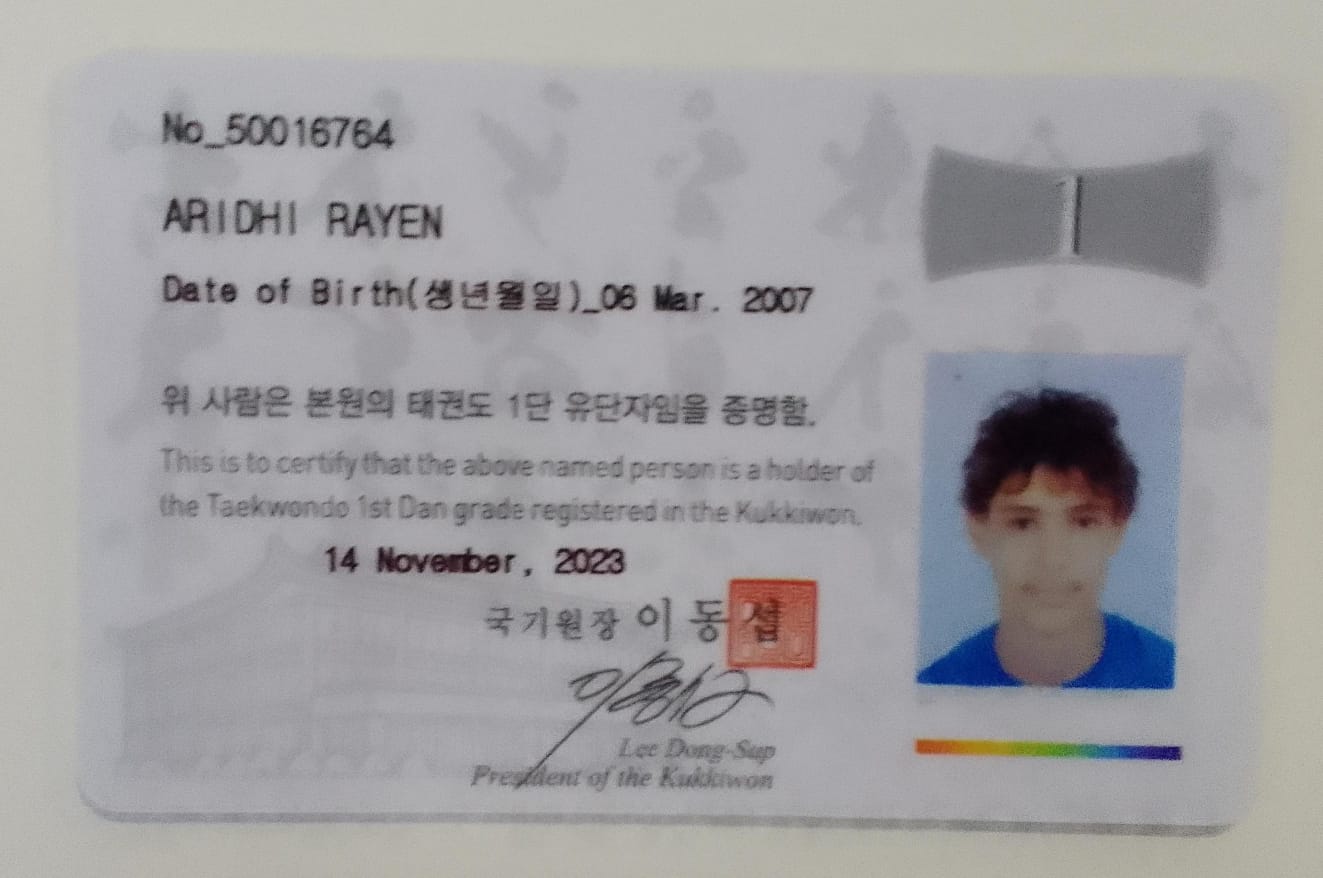 No_50016764
1
ARIDHI RAYEN
Date of Birth(생년월일)_06 Mar. 2007
위 사람은 본원의 태권도 1단 유단자임을 증명함.
This is to certify that the above named person is a holder of
the Taekwondo 1st Dan grade registered in the Kukkiwon.
14 November, 2023
국기원장 이동섭
Lee Dong-Sup
President of the Kukkiwon